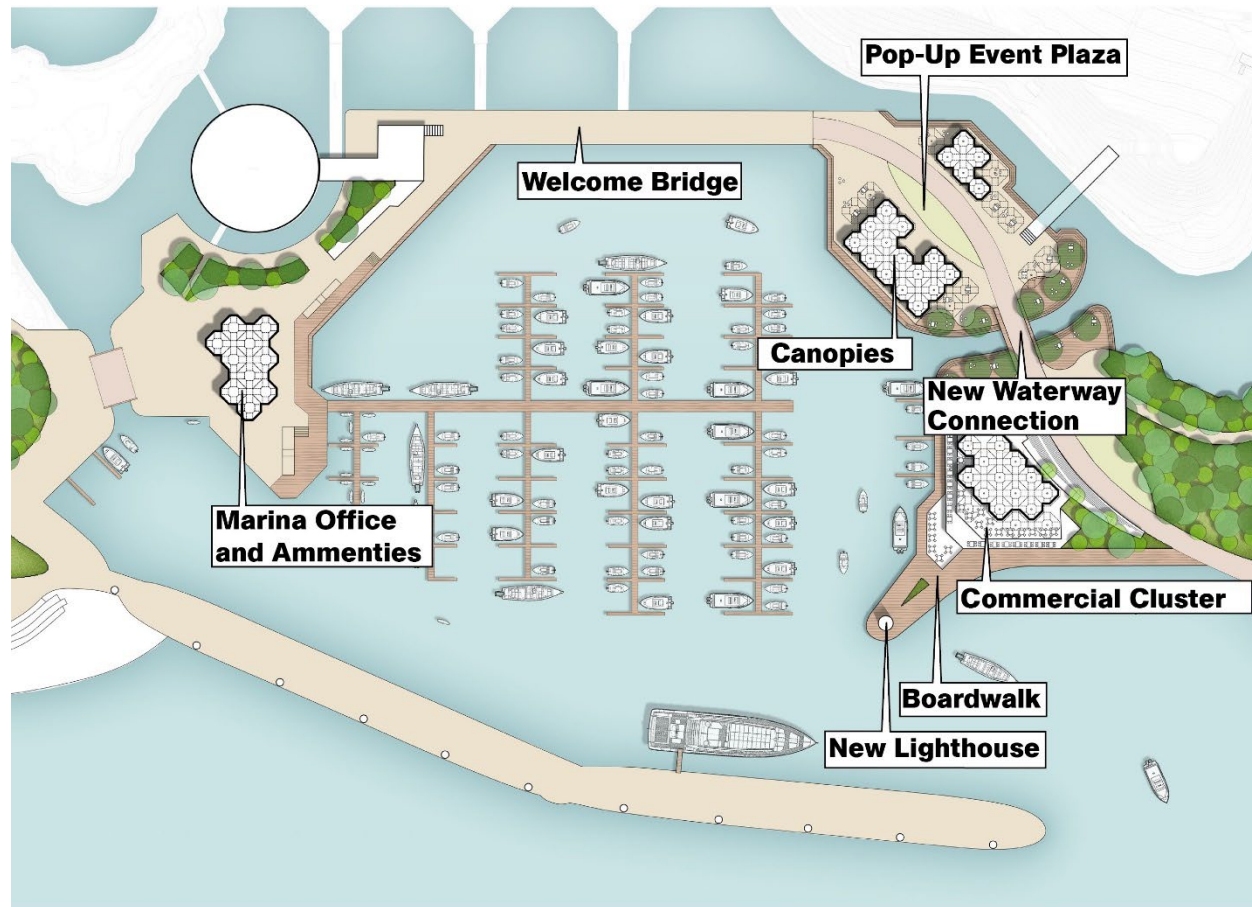 Pop-Up Event Plaza
Welcome Bridge
Canopies
New Waterway
Connection
Marina Office
and Ammenties
Commercial Cluster
Boardwalk
New Lighthouse